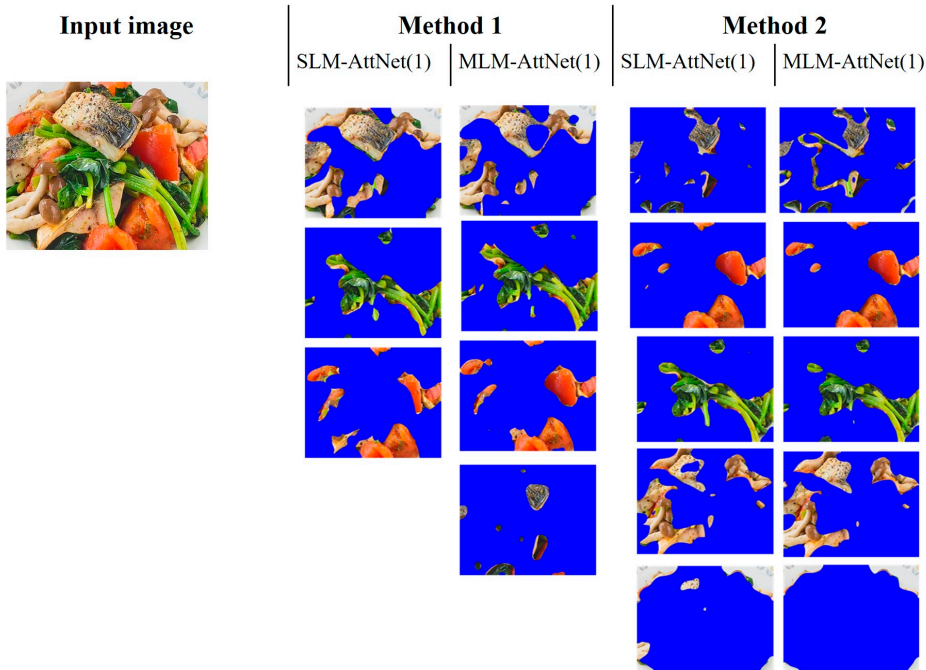 Input image
Method 1
Method 2
SLM-AttNet(1)
MLM-AttNet(1)
SLM-AttNet(1)
MLM-AttNet(1)